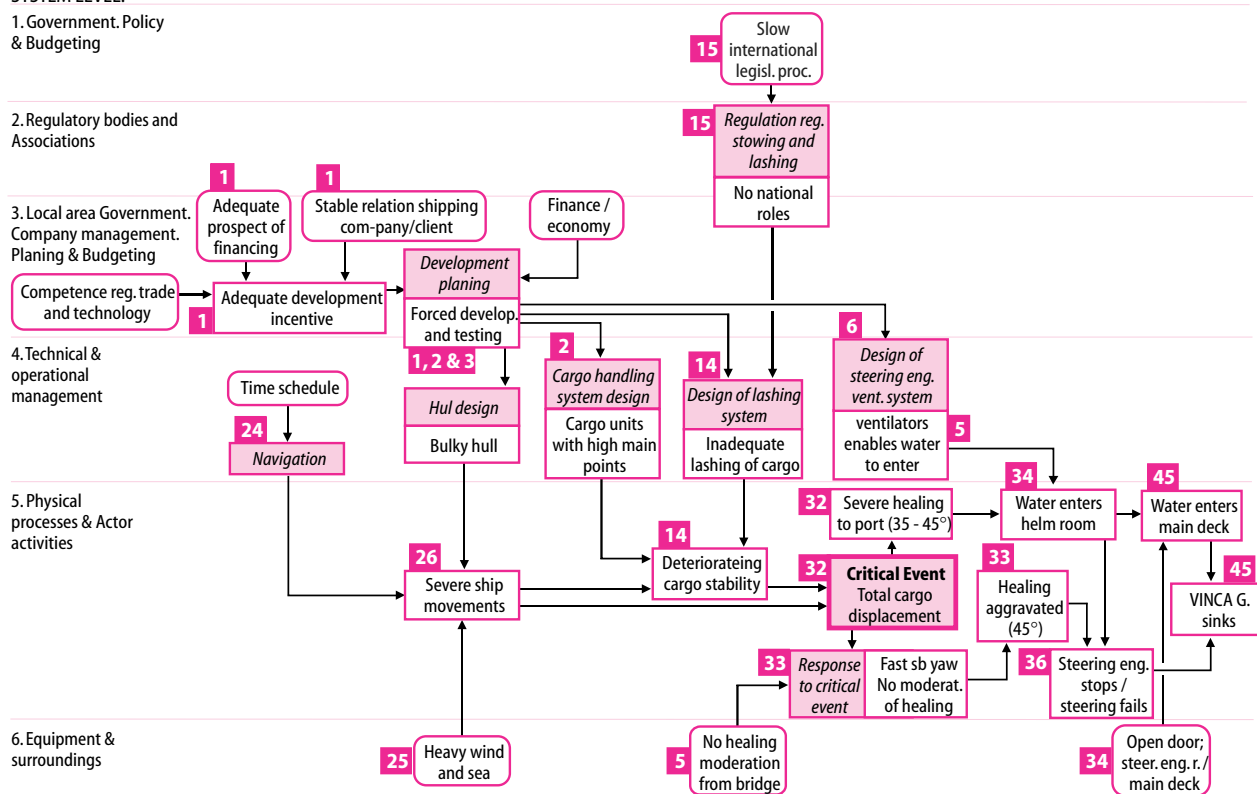 SYSTEM LEVEL:
1. Government. Policy
& Budgeting
15
Slow
international
legisl. proc.
2. Regulatory bodies and
Associations
15
Regulation reg.
stowing and
lashing
No national
roles
3. Local area Government.
Company management.
Planing & Budgeting
1
Adequate
prospect of
financing
1
Stable relation shipping
com-pany/client
Finance /
economy
Competence reg. trade
and technology
1
Adequate development
incentive
Development
planing
Forced develop.
and testing
1, 2 & 3
4. Technical &
operational
management
Time schedule
24
Navigation
Hul design
Bulky hull
2
Cargo handling
system design
Cargo units
with high main
points
14
Design of lashing
system
Inadequate
lashing of cargo
6
Design of
steering eng.
vent. system
ventilators
enables water
to enter
5
5. Physical
processes & Actor
activities
26
Severe ship
movements
14
Deteriorateing
cargo stability
32
Severe healing
to port (35 - 45°)
32
Critical Event
Total cargo
displacement
33
Response
to critical
event
Fast sb yaw
No moderat.
of healing
34
Water enters
helm room
33
Healing
aggravated
(45°)
36
Steering eng.
stops /
steering fails
45
Water enters
main deck
45
VINCA G.
sinks
6. Equipment &
surroundings
25
Heavy wind
and sea
5
No healing
moderation
from bridge
34
Open door;
steer. eng. r. /
main deck